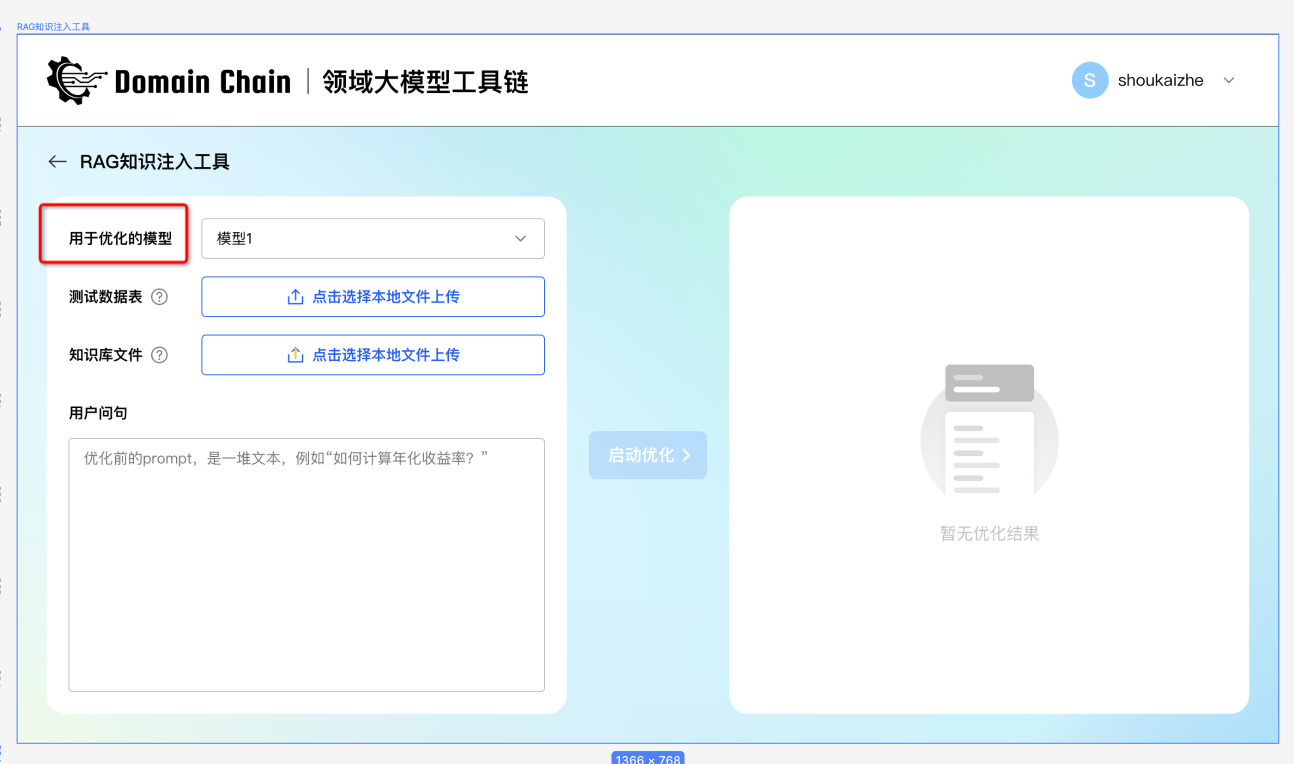 RAG知识注入工具
Domain Chain | 领域大模型工具链
S shoukaizhe
← RAG知识注入工具
用于优化的模型 模型1
测试数据表 ? 点击选择本地文件上传
知识库文件 ? 点击选择本地文件上传
用户问句
优化前的prompt，是一堆文本，例如“如何计算年化收益率？”
启动优化 >
暂无优化结果
1366 × 768